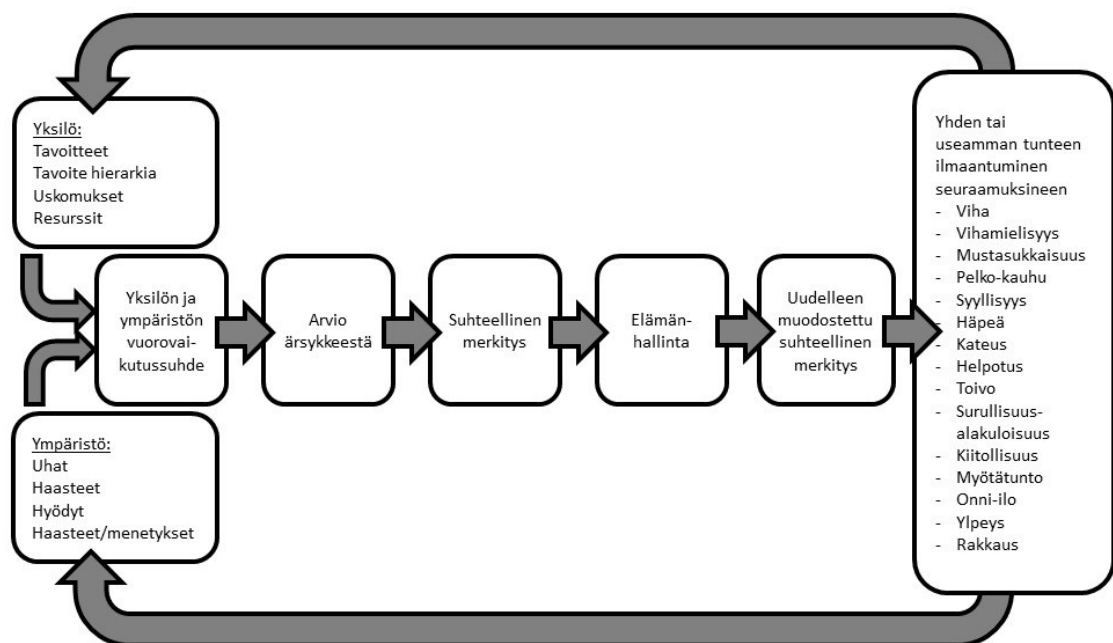 Yksilö:
Tavoitteet
Tavoite hierarkia
Uskomukset
Resurssit
Ympäristö:
Uhat
Haasteet
Hyödyt
Haasteet/menetykset
Yksilön ja
ympäristön
vuorovai-
kutussuhde
Arvio
ärsykkeestä
Suhteellinen
merkitys
Elämän-
hallinta
Uudelleen
muodostettu
suhteellinen
merkitys
Yhden tai
useamman tunteen
ilmaantuminen
seuraamuksineen
- Viha
- Vihamielisyys
- Mustasukkaisuus
- Pelko-kauhu
- Syyllisyys
- Häpeä
- Kateus
- Helpotus
- Toivo
- Surullisuus-
alakuloisuus
- Kiitollisuus
- Myötätunto
- Onni-ilo
- Ylpeys
- Rakkaus